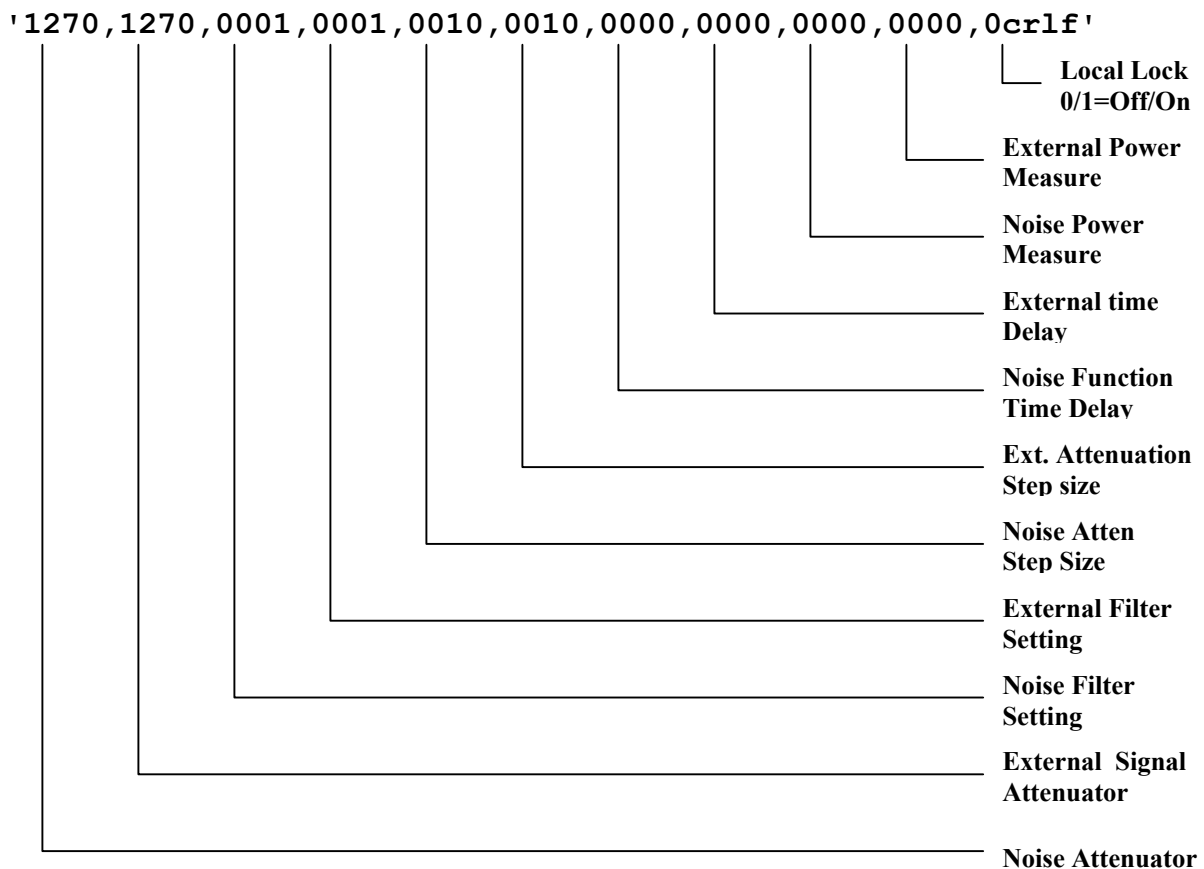 '1270,1270,0001,0001,0010,0010,0000,0000,0000,0000,0crlf'
Local Lock
0/1=Off/On
External Power
Measure
Noise Power
Measure
External time
Delay
Noise Function
Time Delay
Ext. Attenuation
Step size
Noise Atten
Step Size
External Filter
Setting
Noise Filter
Setting
External Signal
Attenuator
Noise Attenuator